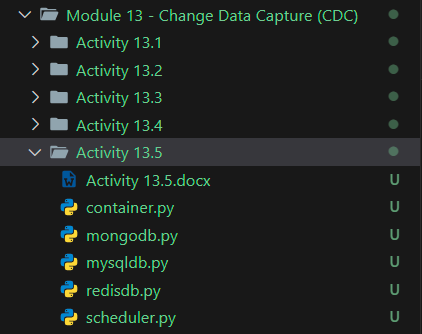 Module 13 - Change Data Capture (CDC)
Activity 13.1
Activity 13.2
Activity 13.3
Activity 13.4
Activity 13.5
Activity 13.5.docx U
container.py U
mongodb.py U
mysqldb.py U
redisdb.py U
scheduler.py U